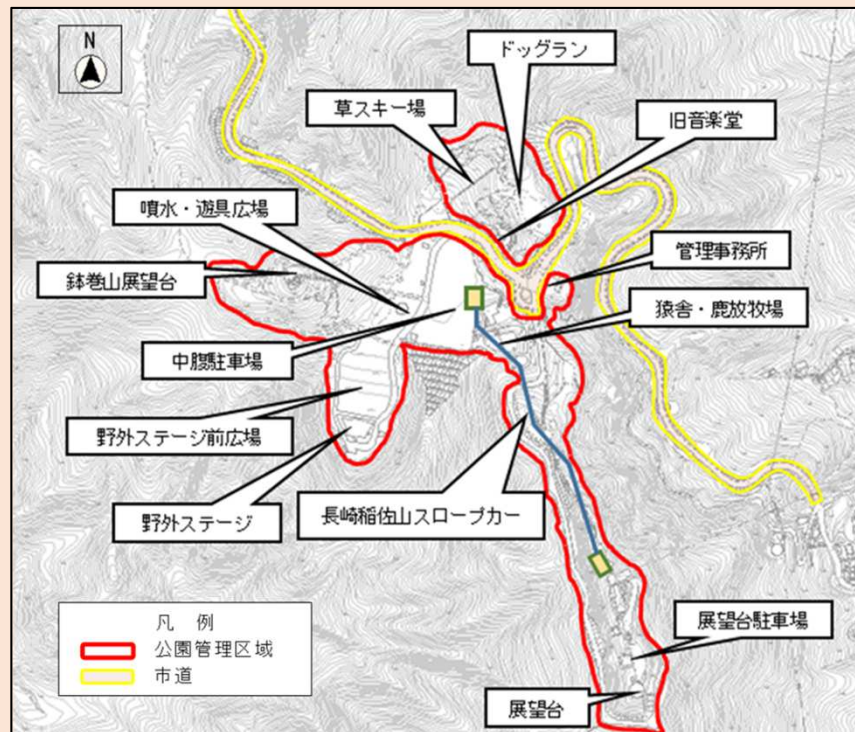 N
ドッグラン
草スキー場
旧音楽堂
噴水・遊具広場
管理事務所
鉢巻山展望台
猿舎・鹿放牧場
中腹駐車場
野外ステージ前広場
長崎稲佐山スロープカー
野外ステージ
凡 例
公園管理区域
市道
展望台駐車場
展望台